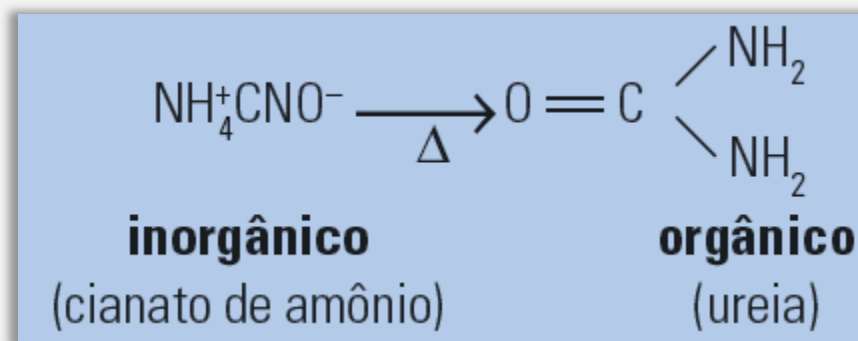 NH₄⁺CNO⁻ ⟶ O = C NH₂
Δ
NH₂
inorgânico orgânico
(cianato de amônio) (ureia)